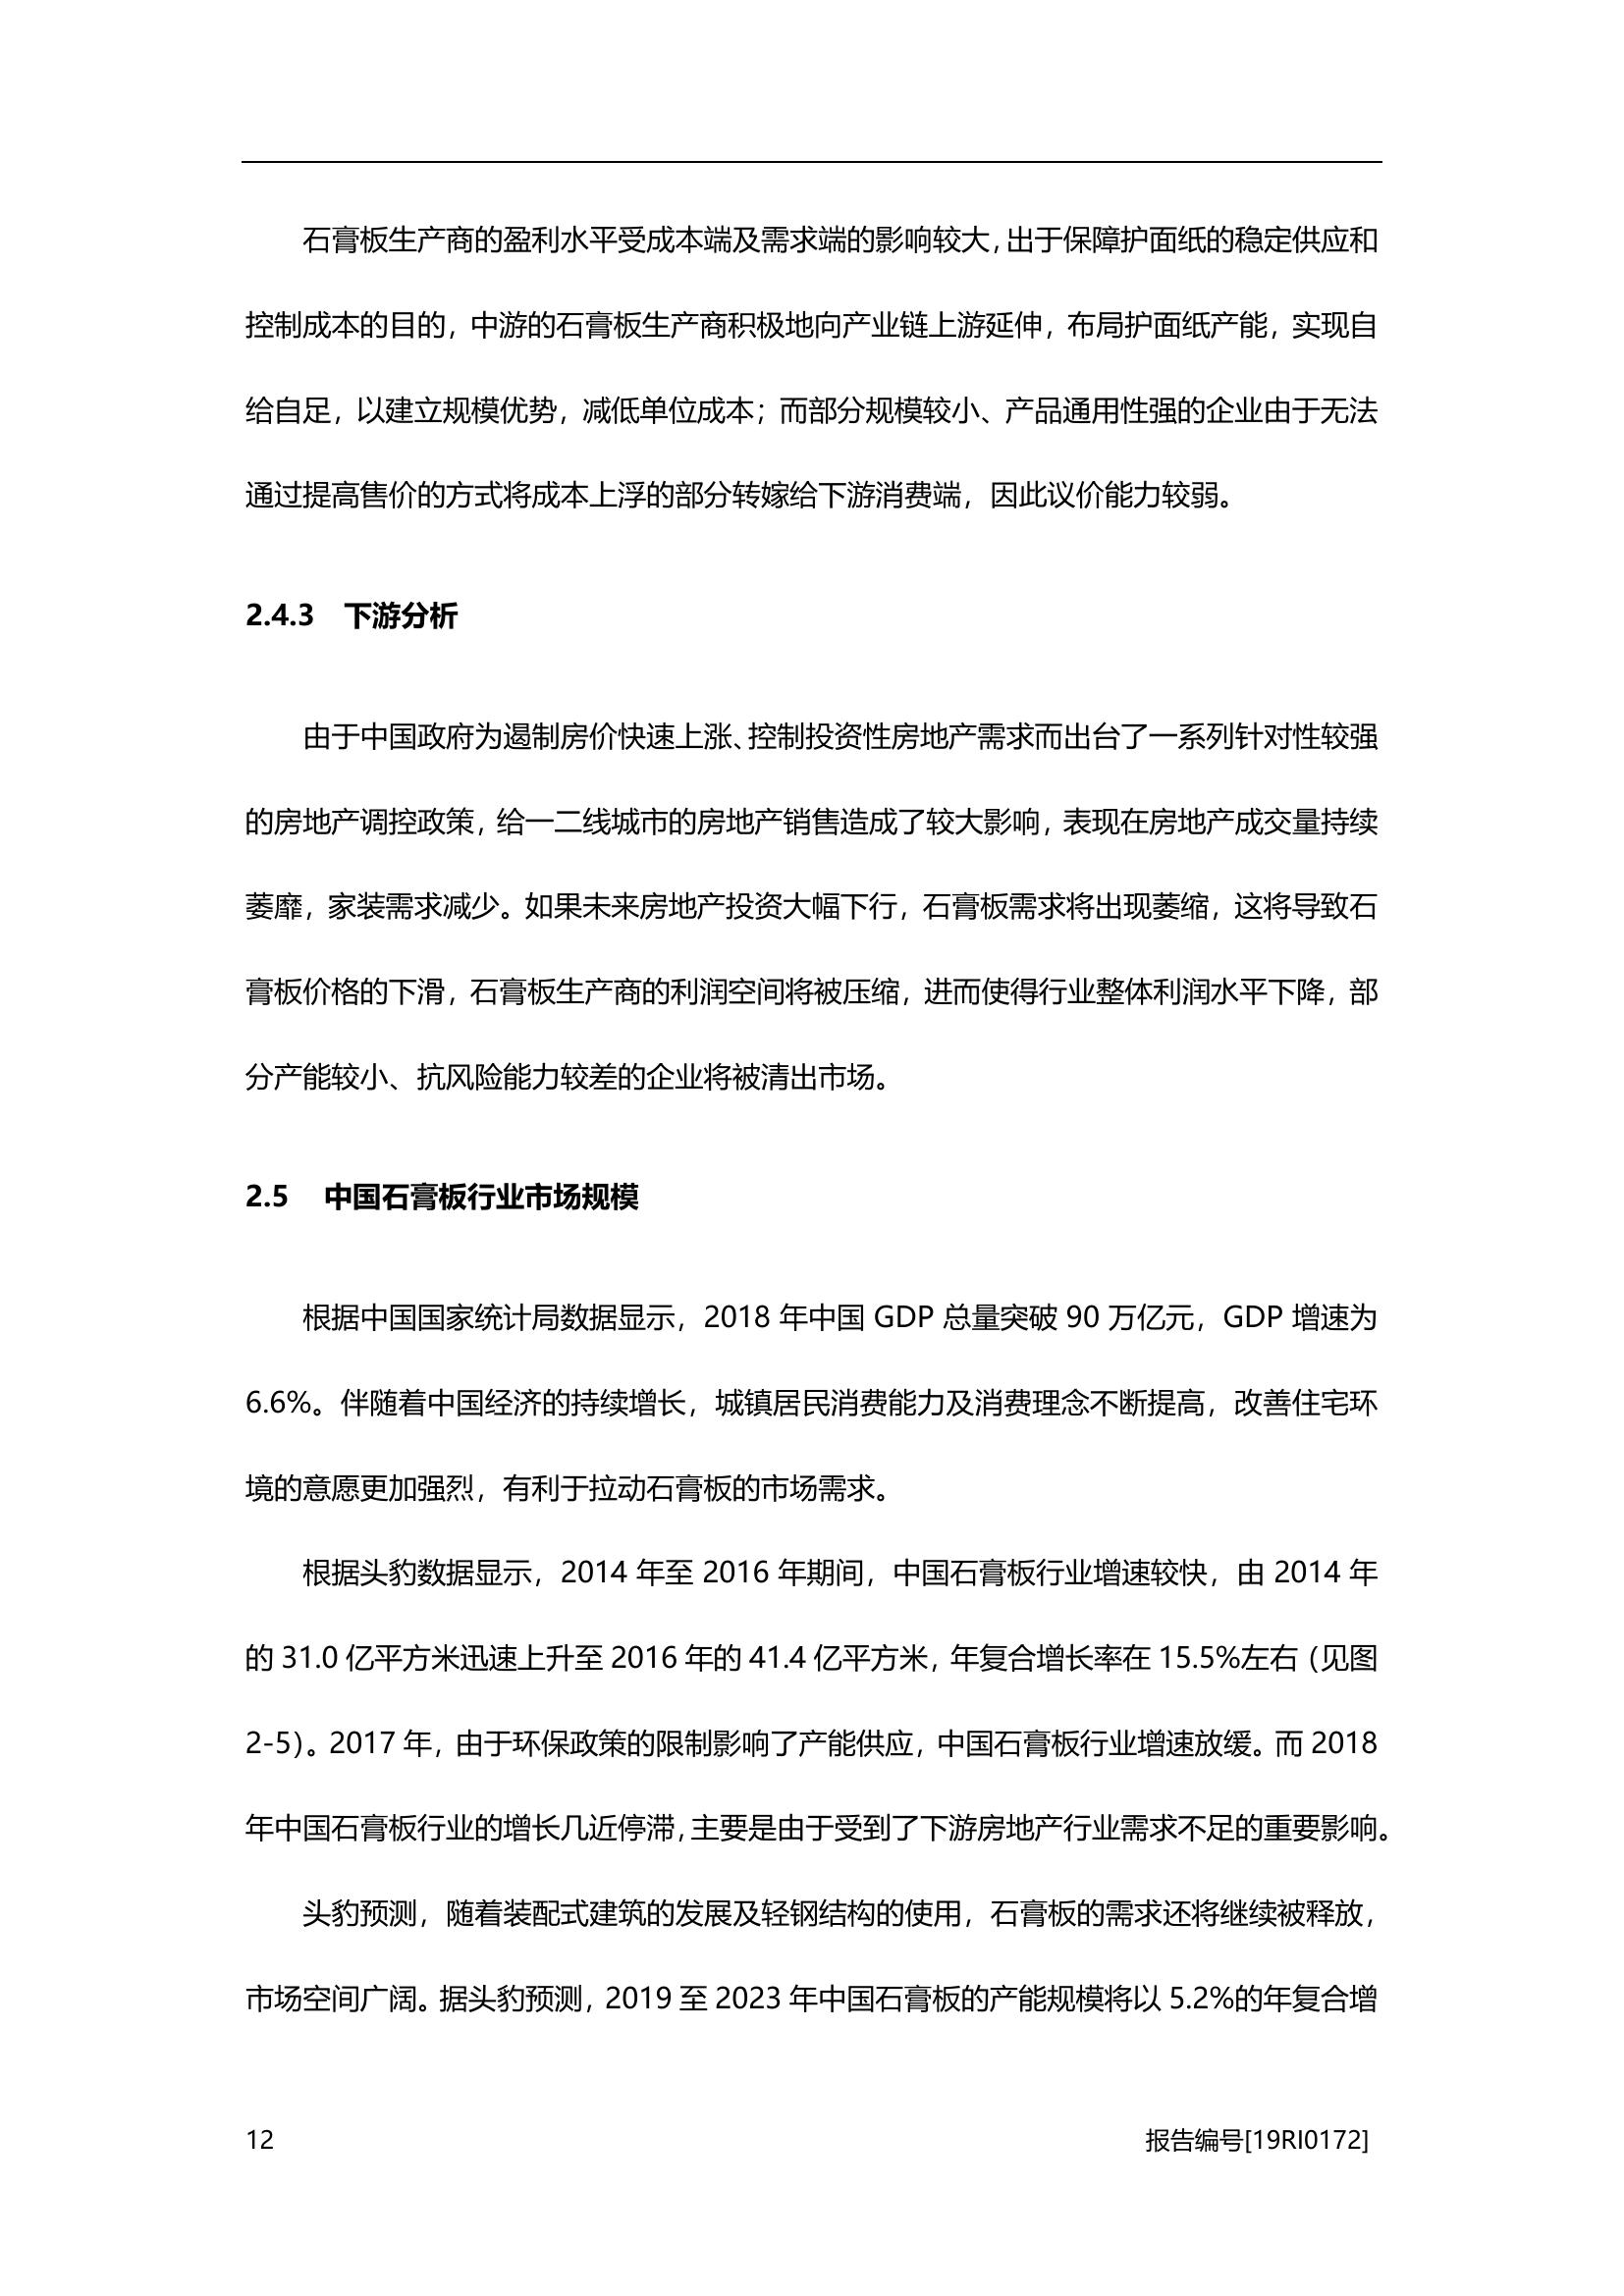 石膏板生产商的盈利水平受成本端及需求端的影响较大，出于保障护面纸的稳定供应和
控制成本的目的，中游的石膏板生产商积极地向产业链上游延伸，布局护面纸产能，实现自
给自足，以建立规模优势，减低单位成本；而部分规模较小、产品通用性强的企业由于无法
通过提高售价的方式将成本上浮的部分转嫁给下游消费端，因此议价能力较弱。
2.4.3 下游分析
由于中国政府为遏制房价快速上涨、控制投资性房地产需求而出台了一系列针对性较强
的房地产调控政策，给一二线城市的房地产销售造成了较大影响，表现在房地产成交量持续
萎靡，家装需求减少。如果未来房地产投资大幅下行，石膏板需求将出现萎缩，这将导致石
膏板价格的下滑，石膏板生产商的利润空间将被压缩，进而使得行业整体利润水平下降，部
分产能较小、抗风险能力较差的企业将被清出市场。
2.5 中国石膏板行业市场规模
根据中国国家统计局数据显示，2018 年中国 GDP 总量突破 90 万亿元，GDP 增速为
6.6%。伴随着中国经济的持续增长，城镇居民消费能力及消费理念不断提高，改善住宅环
境的意愿更加强烈，有利于拉动石膏板的市场需求。
根据头豹数据显示，2014 年至 2016 年期间，中国石膏板行业增速较快，由 2014 年
的 31.0 亿平方米迅速上升至 2016 年的 41.4 亿平方米，年复合增长率在 15.5%左右（见图
2-5）。2017 年，由于环保政策的限制影响了产能供应，中国石膏板行业增速放缓。而 2018
年中国石膏板行业的增长几近停滞，主要是由于受到了下游房地产行业需求不足的重要影响。
头豹预测，随着装配式建筑的发展及轻钢结构的使用，石膏板的需求还将继续被释放，
市场空间广阔。据头豹预测，2019 至 2023 年中国石膏板的产能规模将以 5.2%的年复合增
12 报告编号[19RI0172]